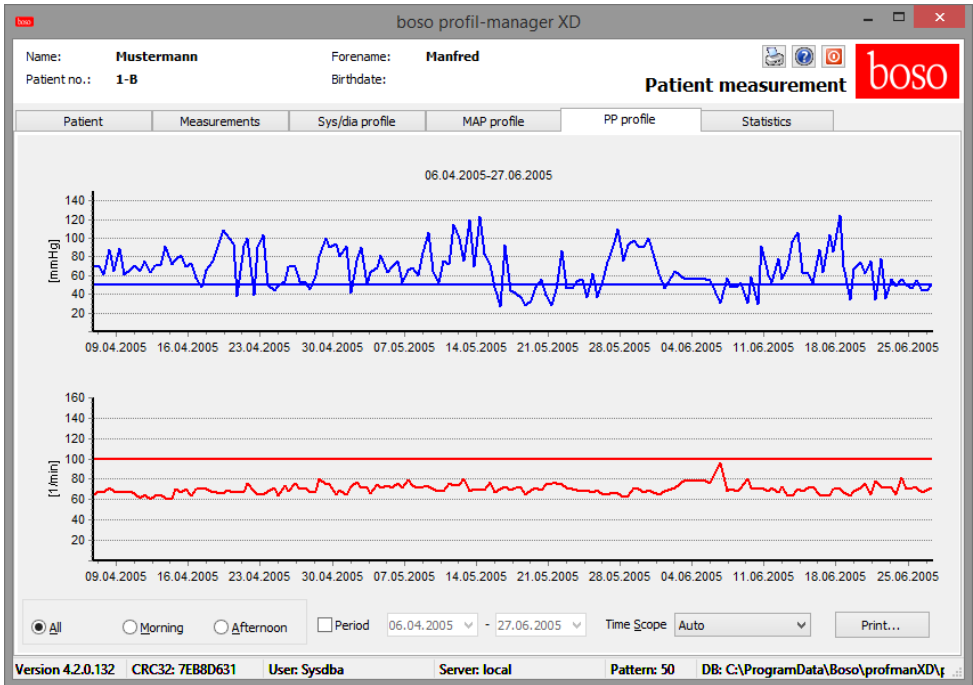 boso boso profil-manager XD
Name: Mustermann Forename: Manfred
Patient no.: 1-B Birthdate:
Patient measurement boso
Patient Measurements Sys/dia profile MAP profile PP profile Statistics
06.04.2005-27.06.2005
140
120
100
80
60
40
20
[mmHg]
09.04.2005 16.04.2005 23.04.2005 30.04.2005 07.05.2005 14.05.2005 21.05.2005 28.05.2005 04.06.2005 11.06.2005 18.06.2005 25.06.2005
160
140
120
100
80
60
40
20
[1/min]
09.04.2005 16.04.2005 23.04.2005 30.04.2005 07.05.2005 14.05.2005 21.05.2005 28.05.2005 04.06.2005 11.06.2005 18.06.2005 25.06.2005
All Morning Afternoon Period 06.04.2005 - 27.06.2005 Time Scope Auto Print...
Version 4.2.0.132 CRC32: 7EB8D631 User: Sysdba Server: local Pattern: 50 DB: C:\ProgramData\Boso\profmanXD\